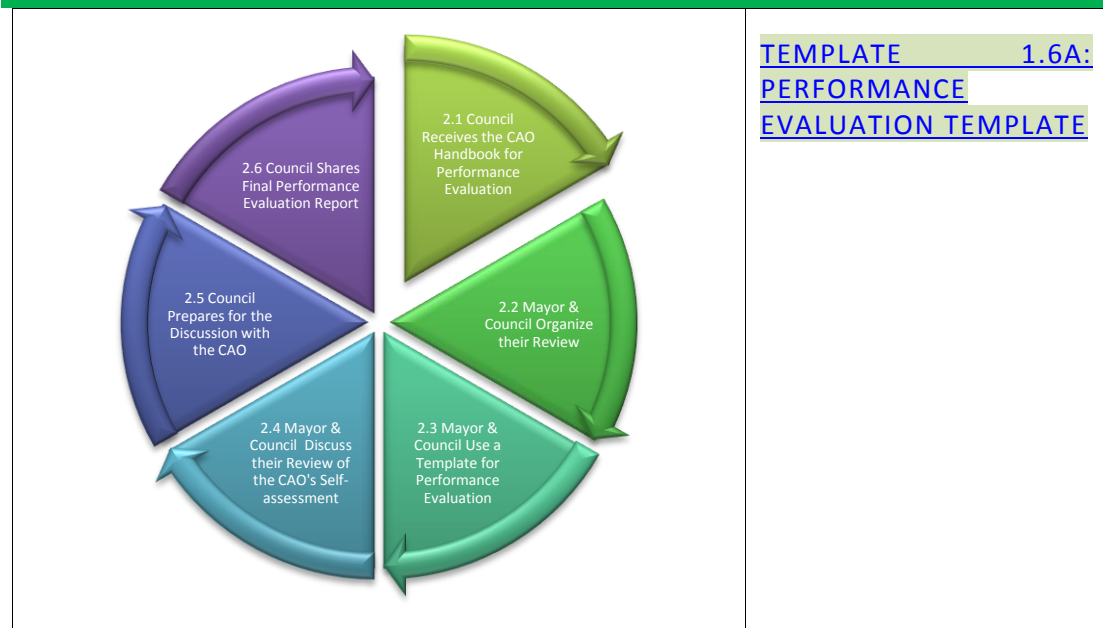 2.1 Council
Receives the CAO
Handbook for
Performance
Evaluation
2.2 Mayor &
Council Organize
their Review
2.3 Mayor &
Council Use a
Template for
Performance
Evaluation
2.4 Mayor &
Council Discuss
their Review of
the CAO's Self-
assessment
2.5 Council
Prepares for the
Discussion with
the CAO
2.6 Council Shares
Final Performance
Evaluation Report
TEMPLATE 1.6A:
PERFORMANCE
EVALUATION TEMPLATE